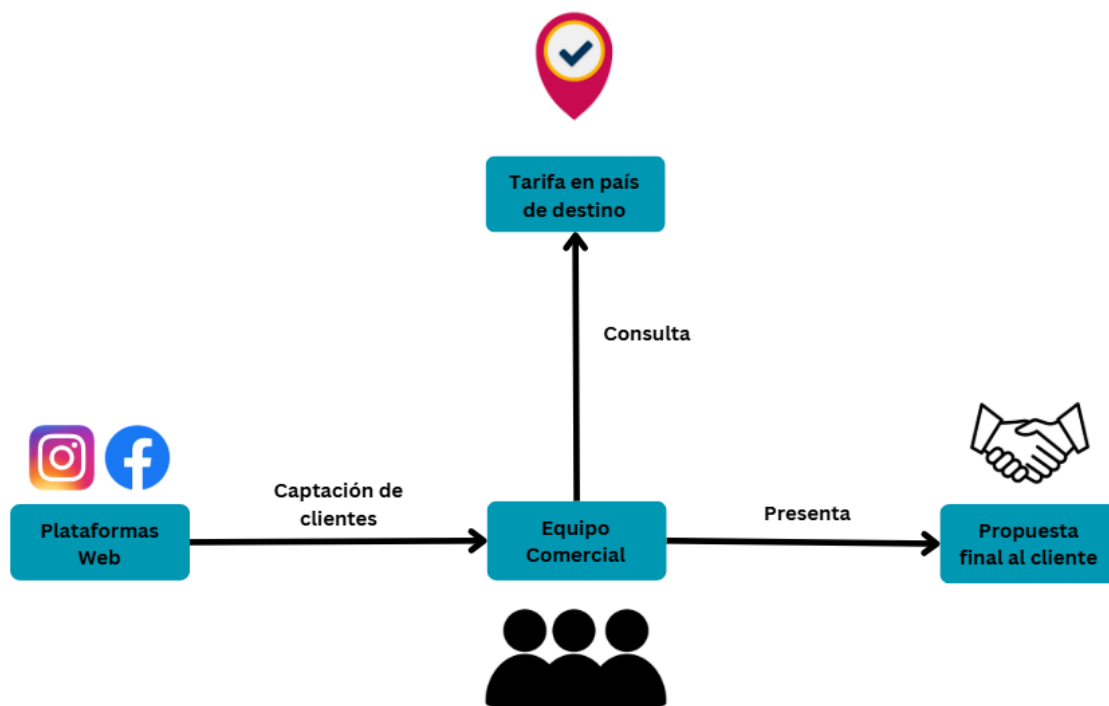 Tarifa en país
de destino
Consulta
Captación de
clientes
Presenta
Plataformas
Web
Equipo
Comercial
Propuesta
final al cliente